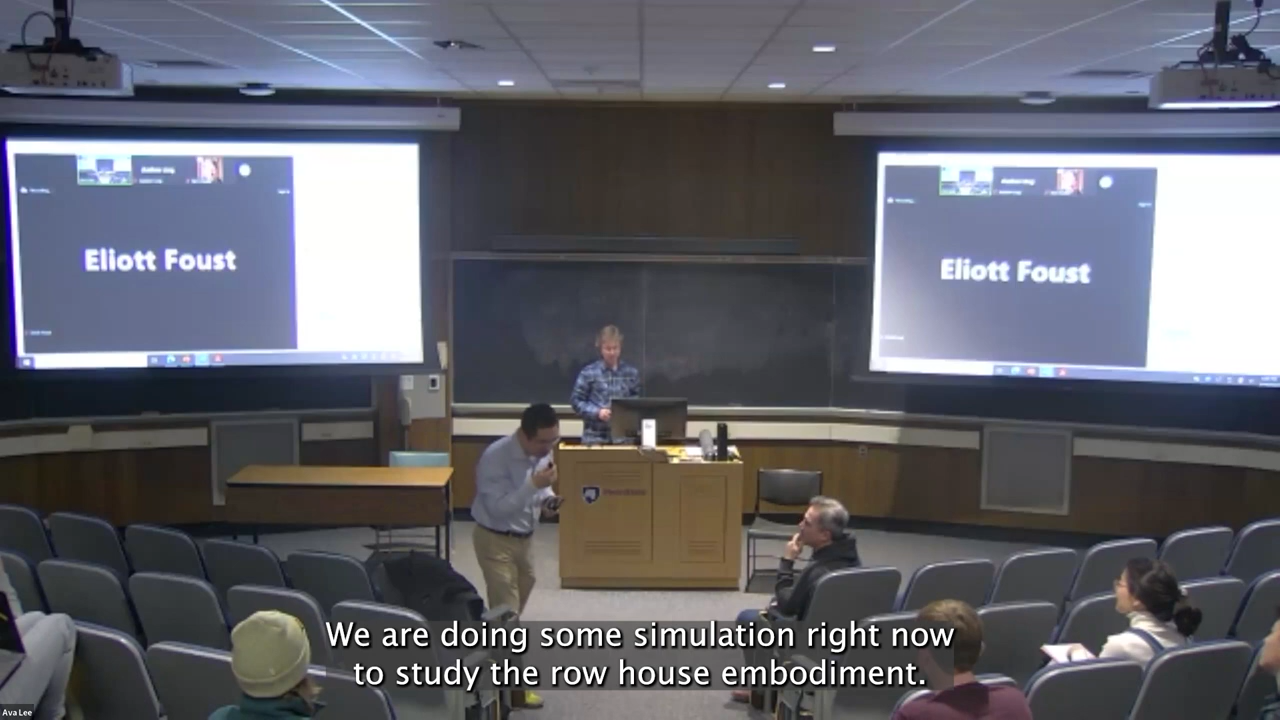 Eliott Foust
Eliott Foust
We are doing some simulation right now
to study the row house embodiment.
Ava Lee